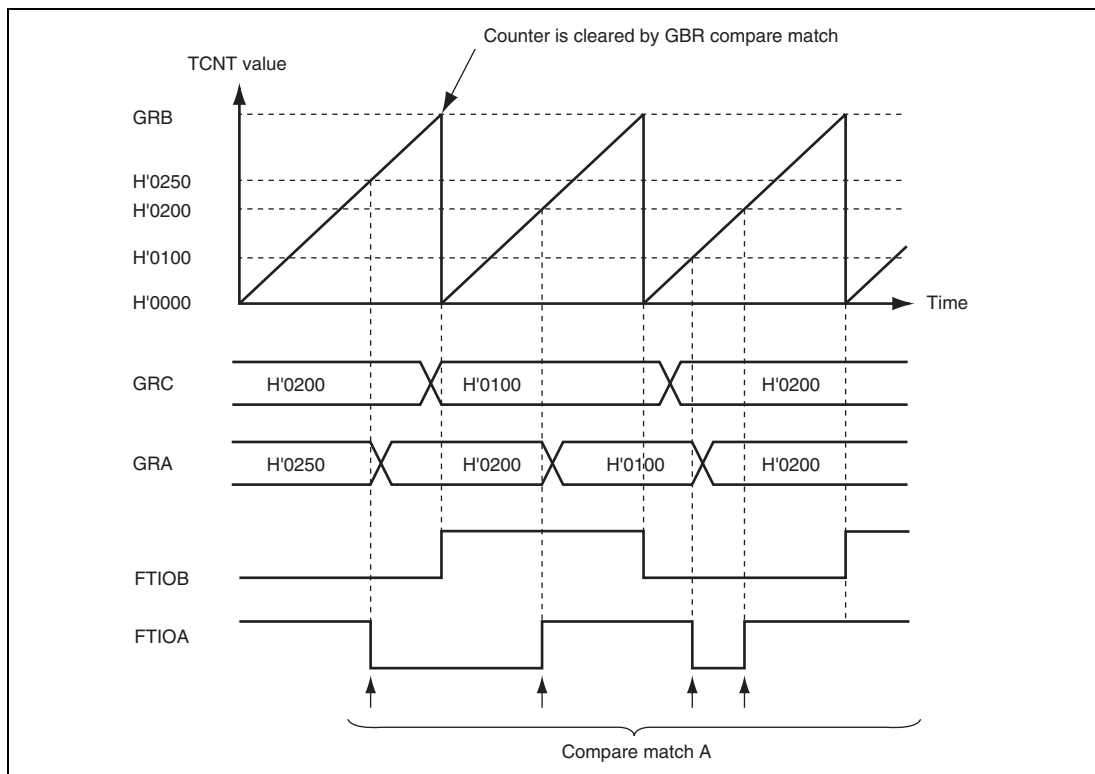 Counter is cleared by GBR compare match
TCNT value
GRB
H'0250
H'0200
H'0100
H'0000
Time
GRC H'0200 H'0100 H'0200
GRA H'0250 H'0200 H'0100 H'0200
FTIOB
FTIOA
Compare match A